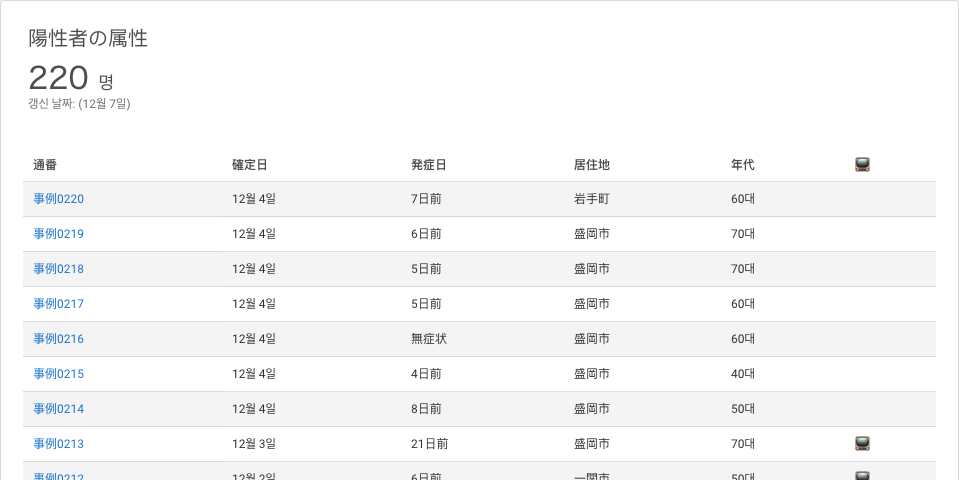 陽性者の属性
220 명
갱신 날짜: (12월 7일)
通番 確定日 発症日 居住地 年代
事例0220 12월 4일 7日前 岩手町 60대
事例0219 12월 4일 6日前 盛岡市 70대
事例0218 12월 4일 5日前 盛岡市 70대
事例0217 12월 4일 5日前 盛岡市 60대
事例0216 12월 4일 無症状 盛岡市 60대
事例0215 12월 4일 4日前 盛岡市 40대
事例0214 12월 4일 8日前 盛岡市 50대
事例0213 12월 3일 21日前 盛岡市 70대
事例0212 12월 2일 6日前 一関市 50대